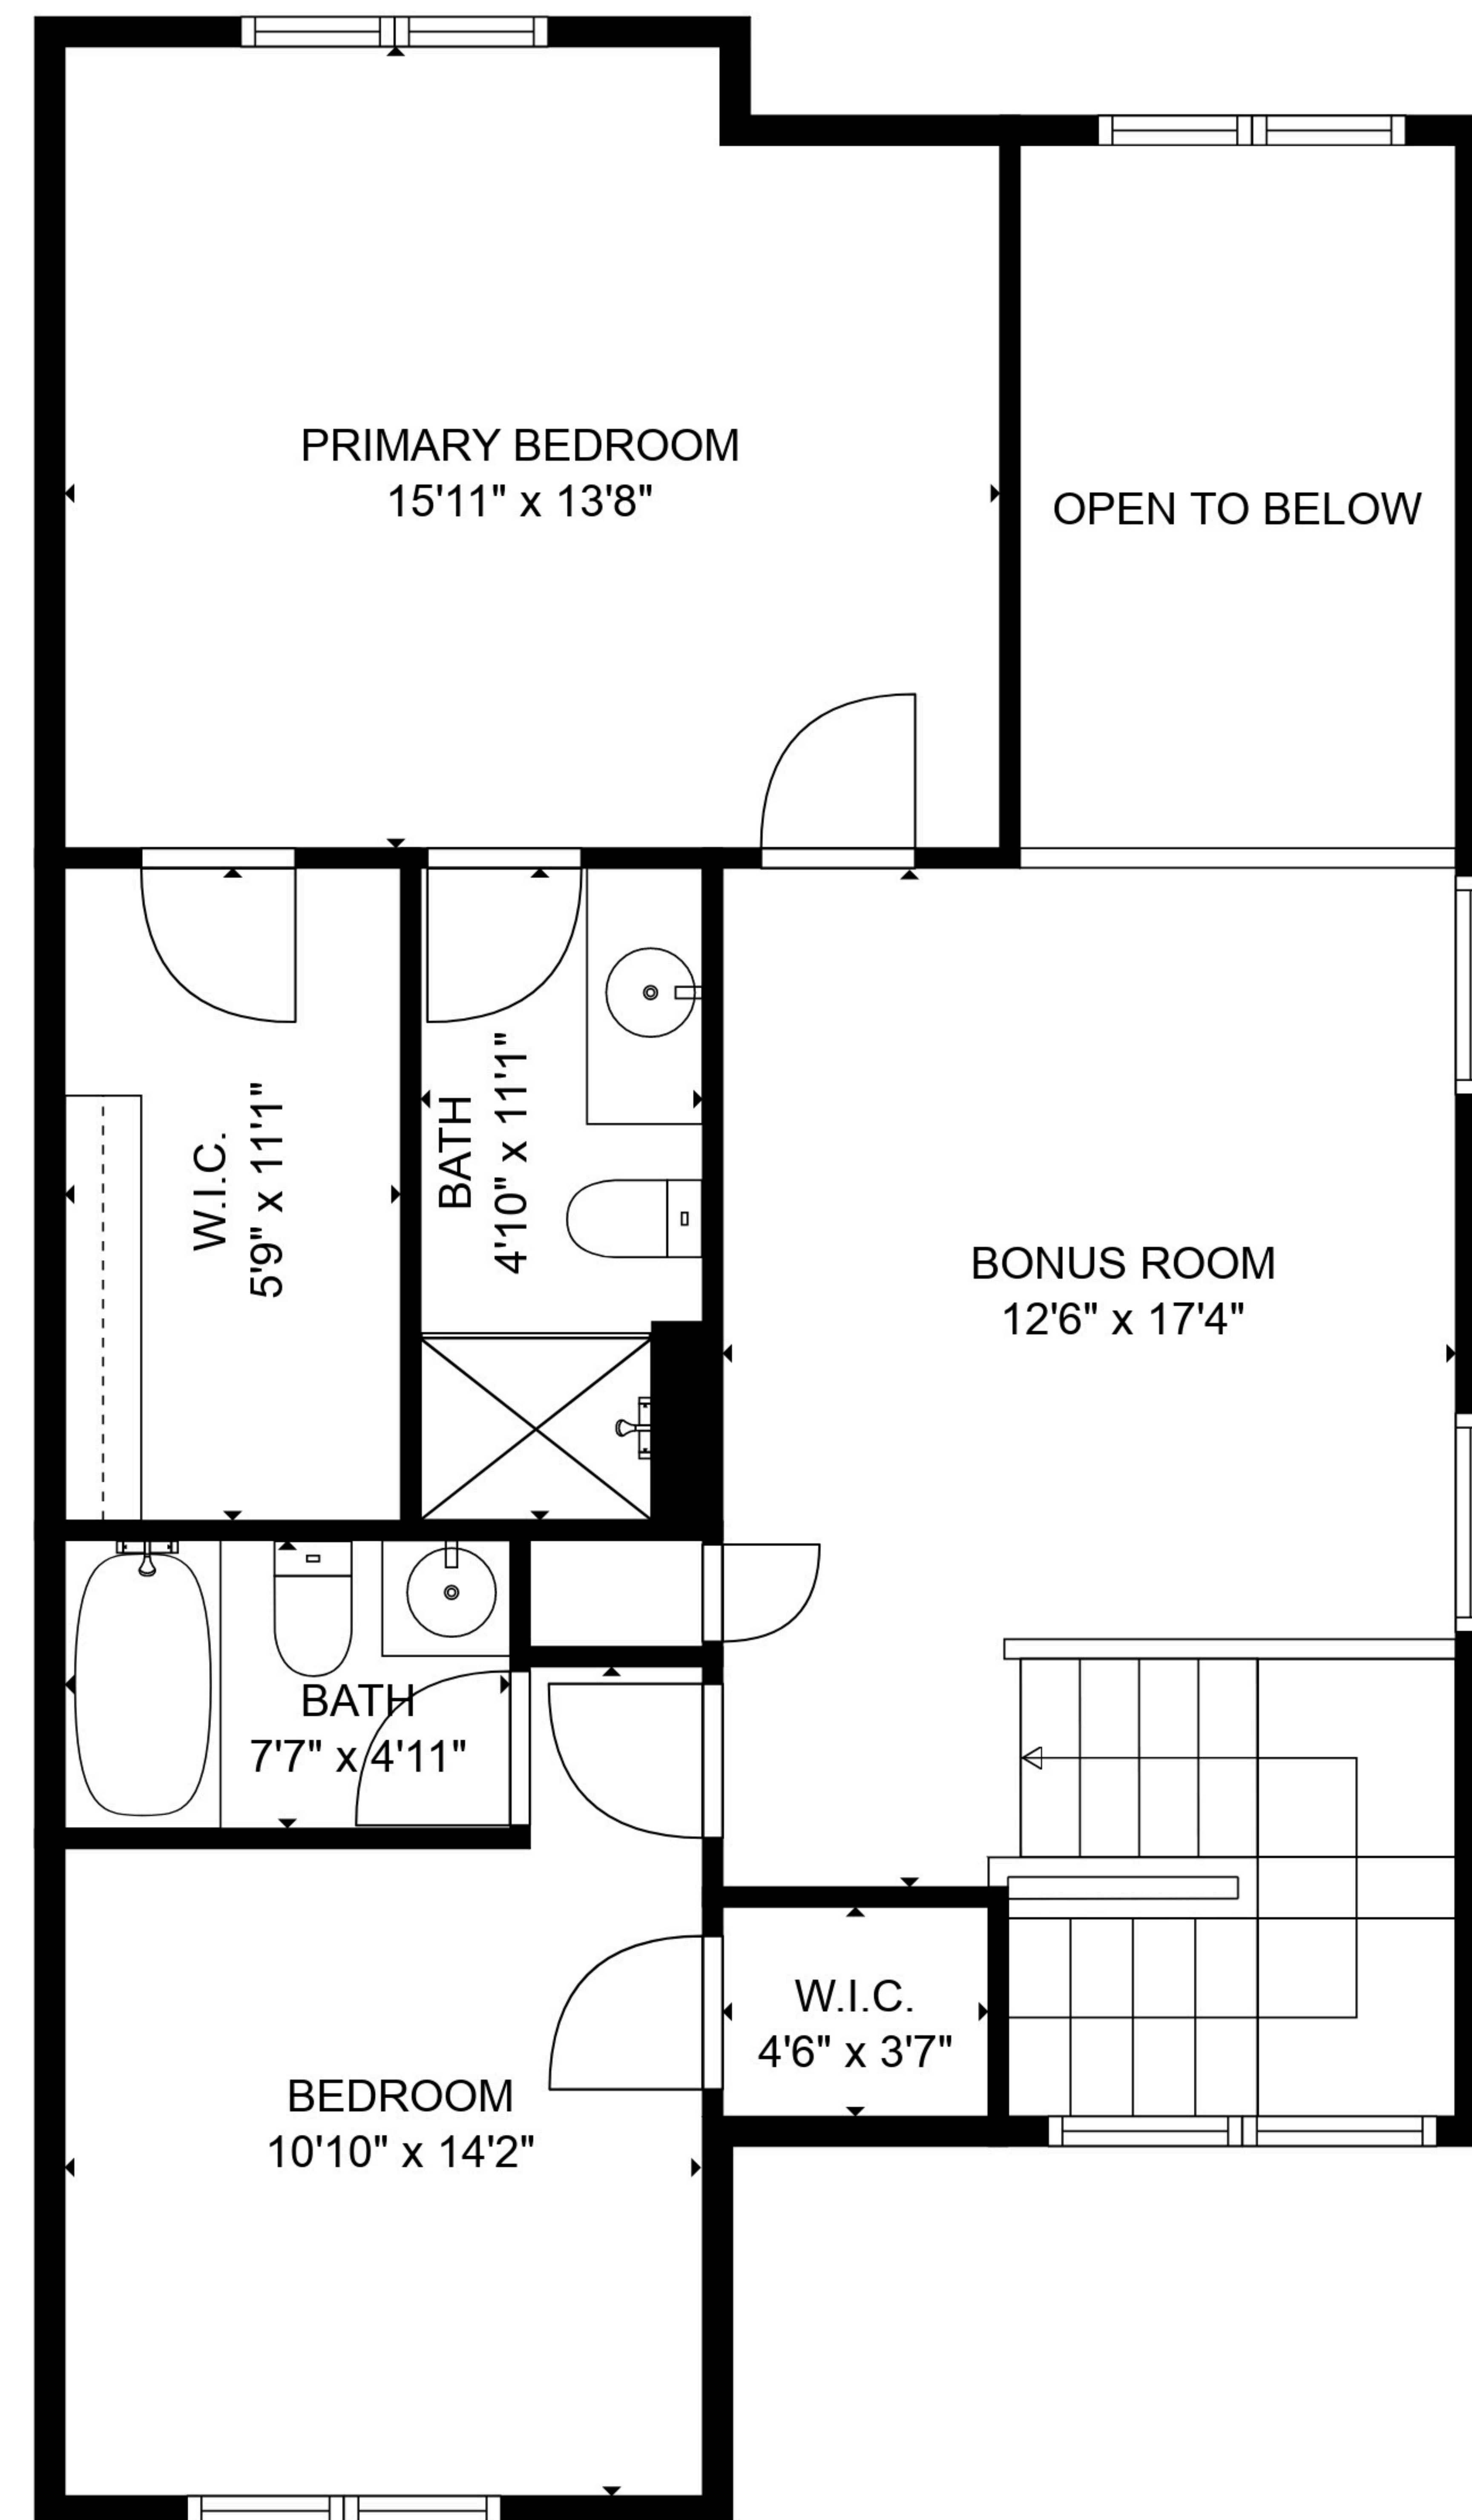 PRIMARY BEDROOM
15'11" x 13'8"
OPEN TO BELOW
W.I.C.
5'9" x 11'1"
BATH
4'10" x 11'1"
BONUS ROOM
12'6" x 17'4"
BATH
7'7" x 4'11"
W.I.C.
4'6" x 3'7"
BEDROOM
10'10" x 14'2"